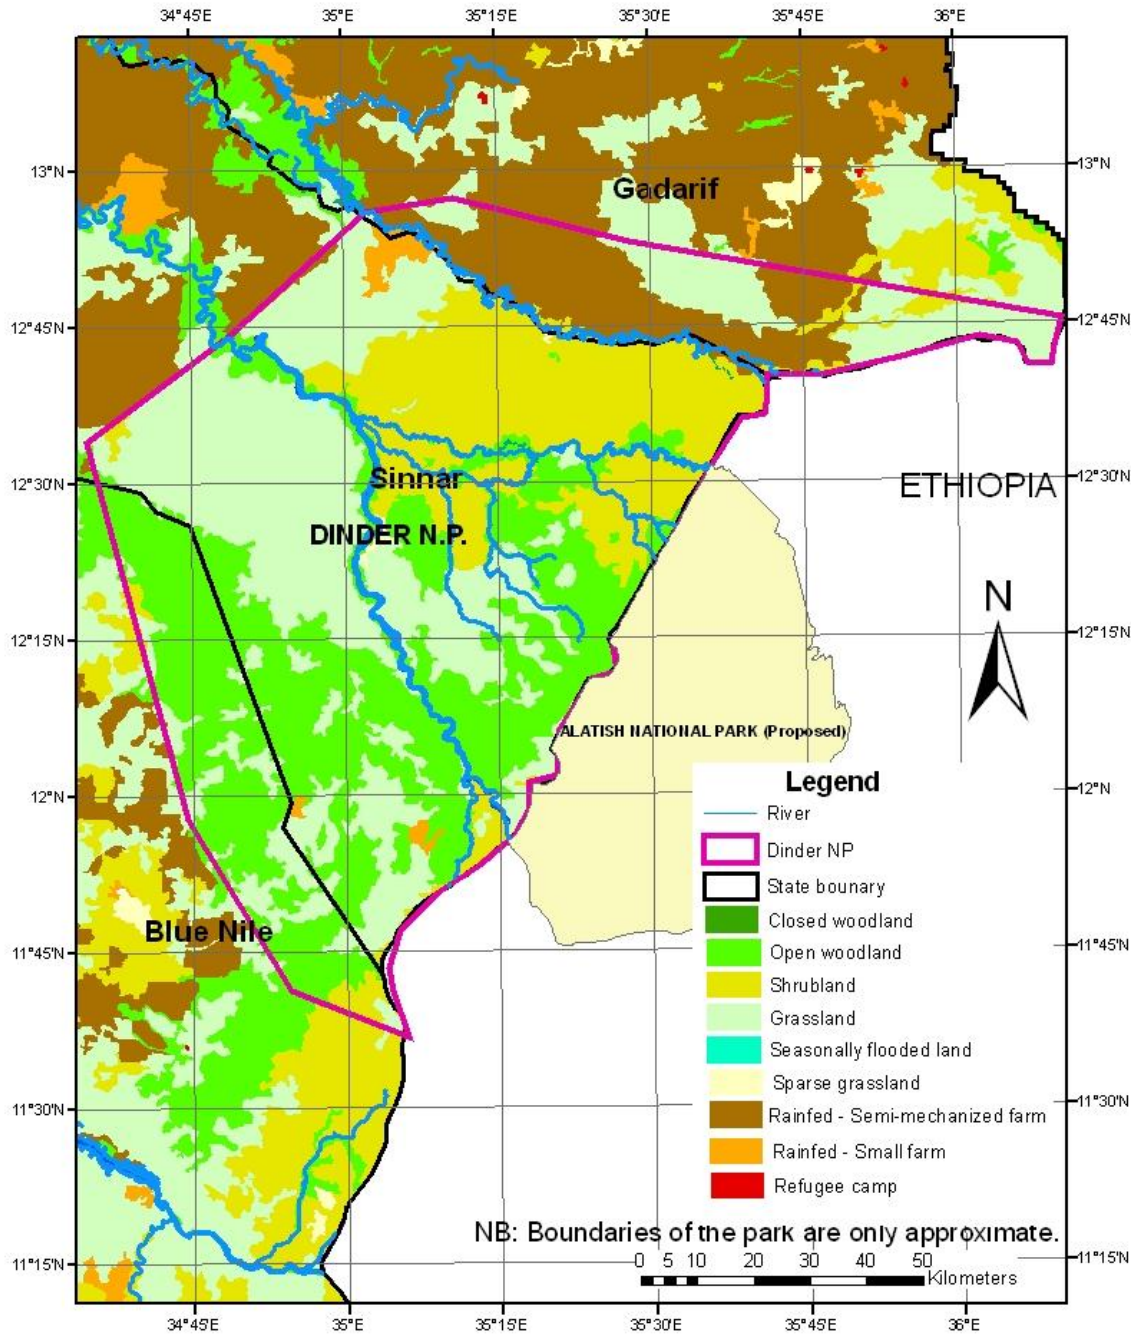 34°45'E 35°E 35°15'E 35°30'E 35°45'E 36°E
13°N 13°N
Gadarif
12°45'N 12°45'N
Sinnar
12°30'N 12°30'N
ETHIOPIA
DINDER N.P.
N
12°15'N 12°15'N
ALATISH NATIONAL PARK (Proposed)
12°N 12°N
Legend
River
Dinder NP
State bounary
Closed woodland
Blue Nile
11°45'N 11°45'N
Open woodland
Shrubland
Grassland
Seasonally flooded land
Sparse grassland
11°30'N 11°30'N
Rainfed - Semi-mechanized farm
Rainfed - Small farm
Refugee camp
NB: Boundaries of the park are only approximate.
11°15'N 11°15'N
0 5 10 20 30 40 50
Kilometers
34°45'E 35°E 35°15'E 35°30'E 35°45'E 36°E